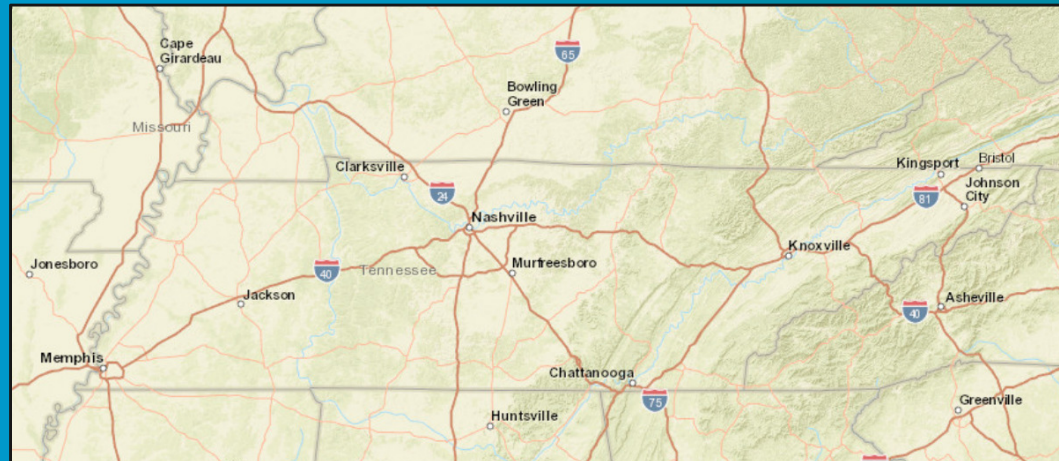 Cape
Girardeau
65
Bowling
Green
Missouri
Clarksville
Kingsport
Bristol
24
81
Johnson
City
Nashville
Knoxville
Jonesboro
40
Tennessee
Murfreesboro
Jackson
40
Asheville
Memphis
Chattanooga
75
Greenville
Huntsville